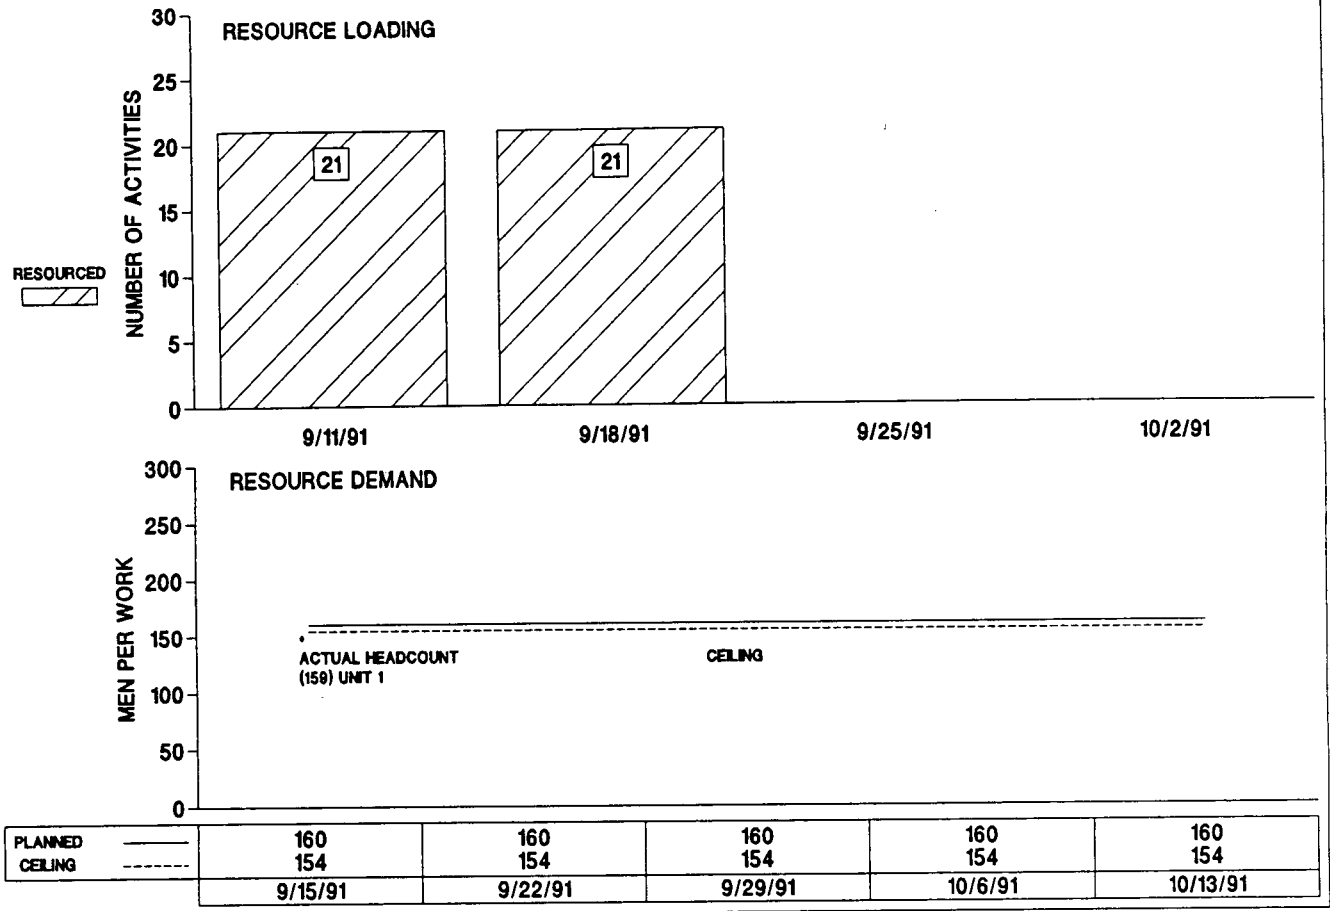 RESOURCE LOADING
NUMBER OF ACTIVITIES
30
25
20
15
10
5
0
21
21
RESOURCED
9/11/91
9/18/91
9/25/91
10/2/91
RESOURCE DEMAND
MEN PER WORK
300
250
200
150
100
50
0
ACTUAL HEADCOUNT
(159) UNIT 1
CEILING
PLANNED 160 160 160 160 160
CEILING 154 154 154 154 154
9/15/91 9/22/91 9/29/91 10/6/91 10/13/91